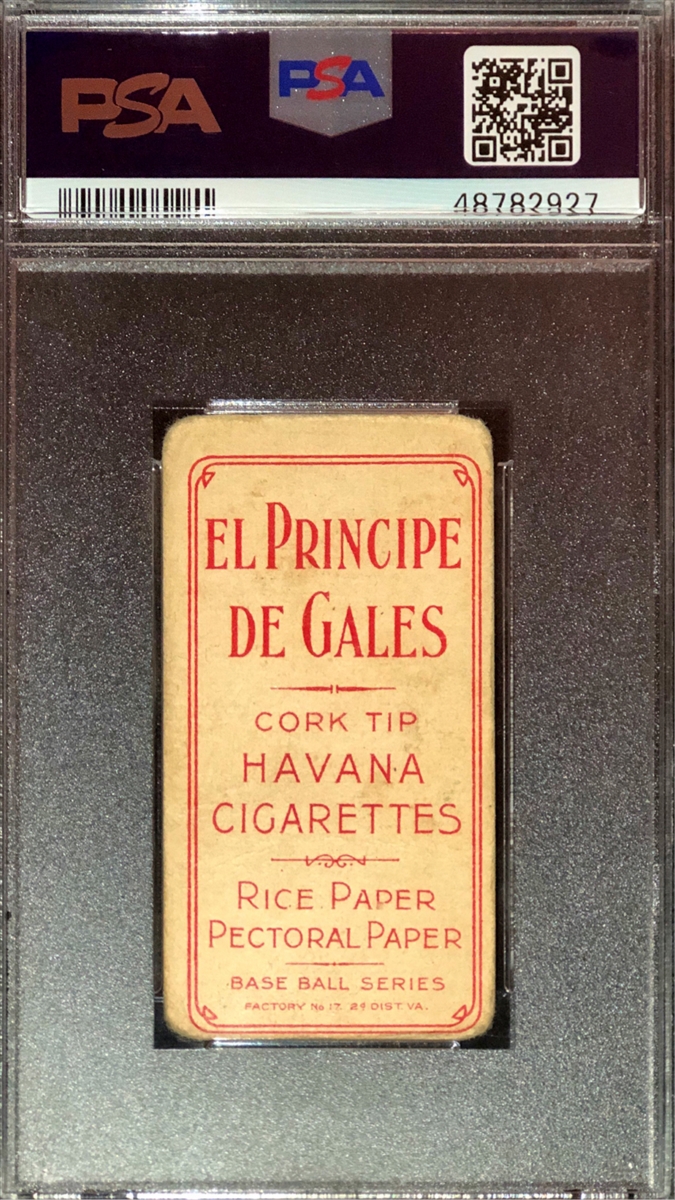 PSA PSA
48782927
EL PRINCIPE
DE GALES
CORK TIP
HAVANA
CIGARETTES
RICE PAPER
PECTORAL PAPER
BASE BALL SERIES
FACTORY No 17. 2D DIST. VA.